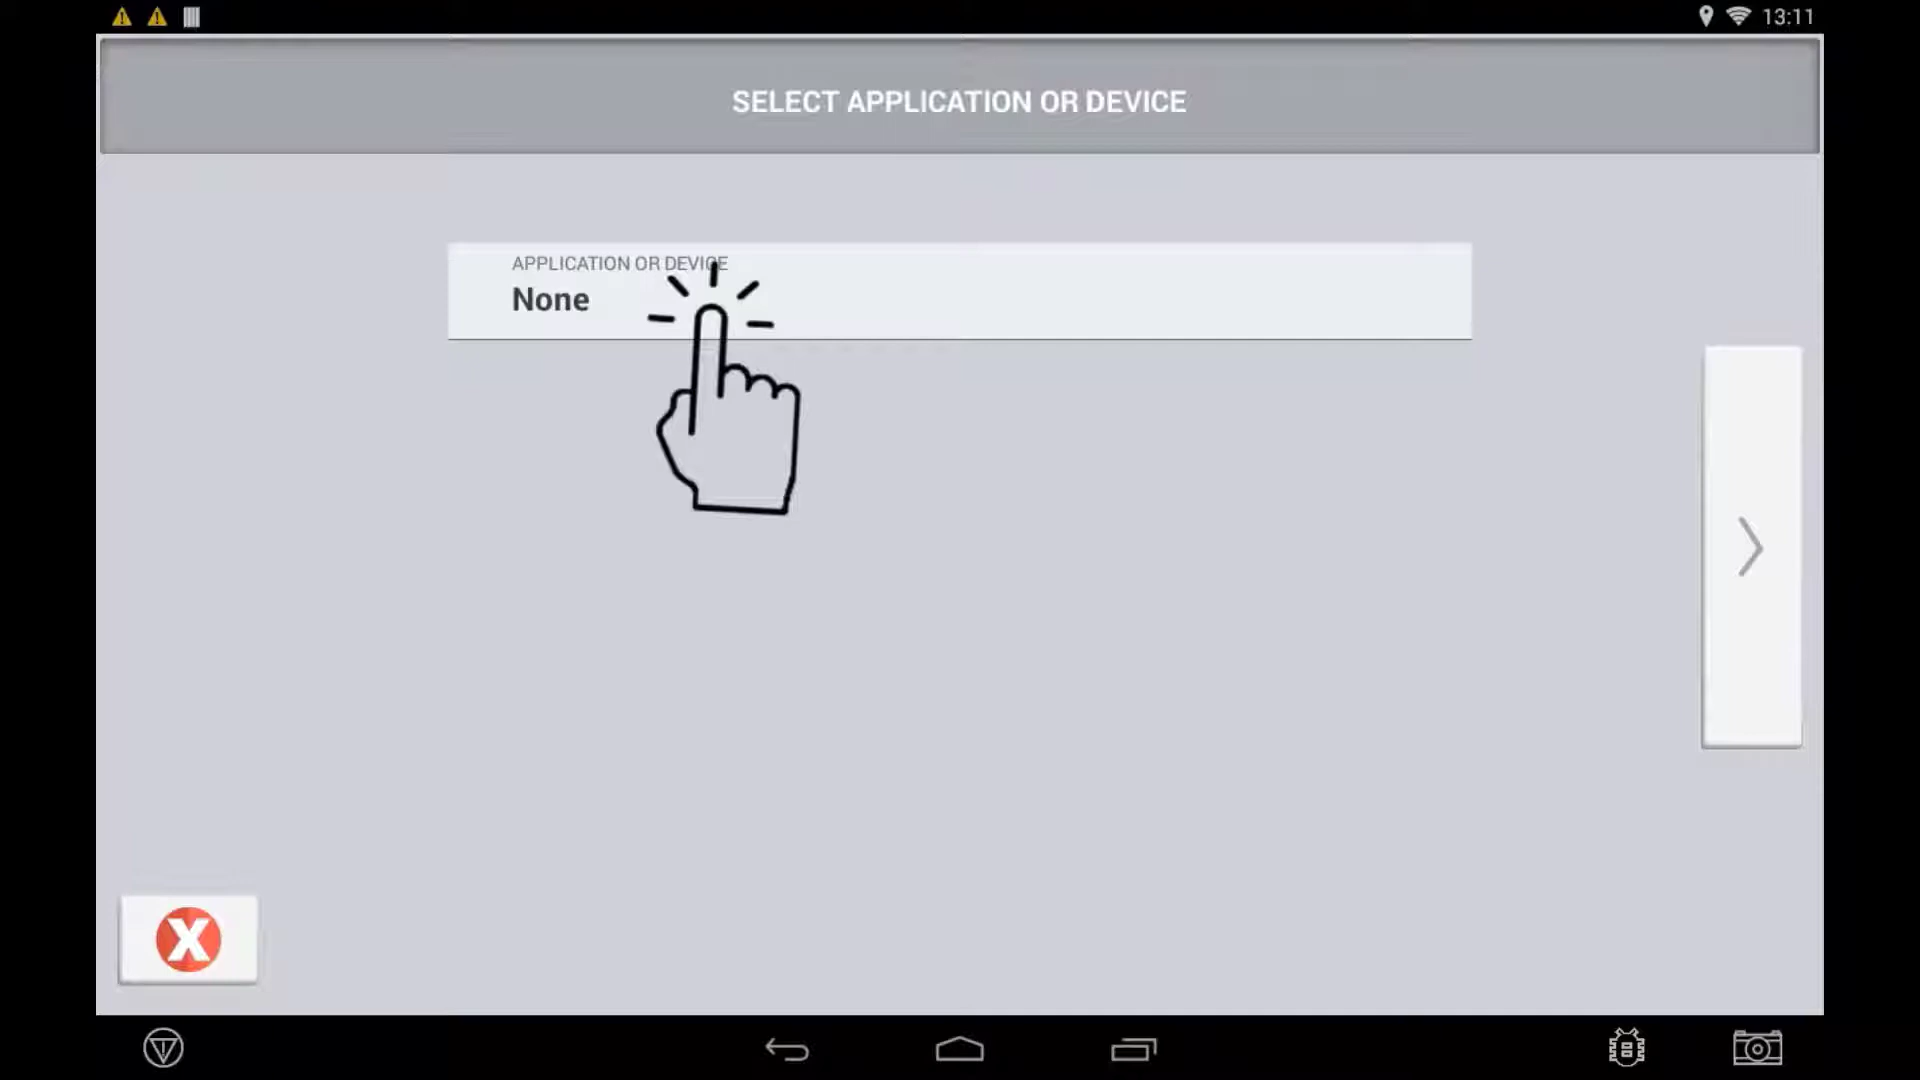 13:11
SELECT APPLICATION OR DEVICE
APPLICATION OR DEVICE
None
X